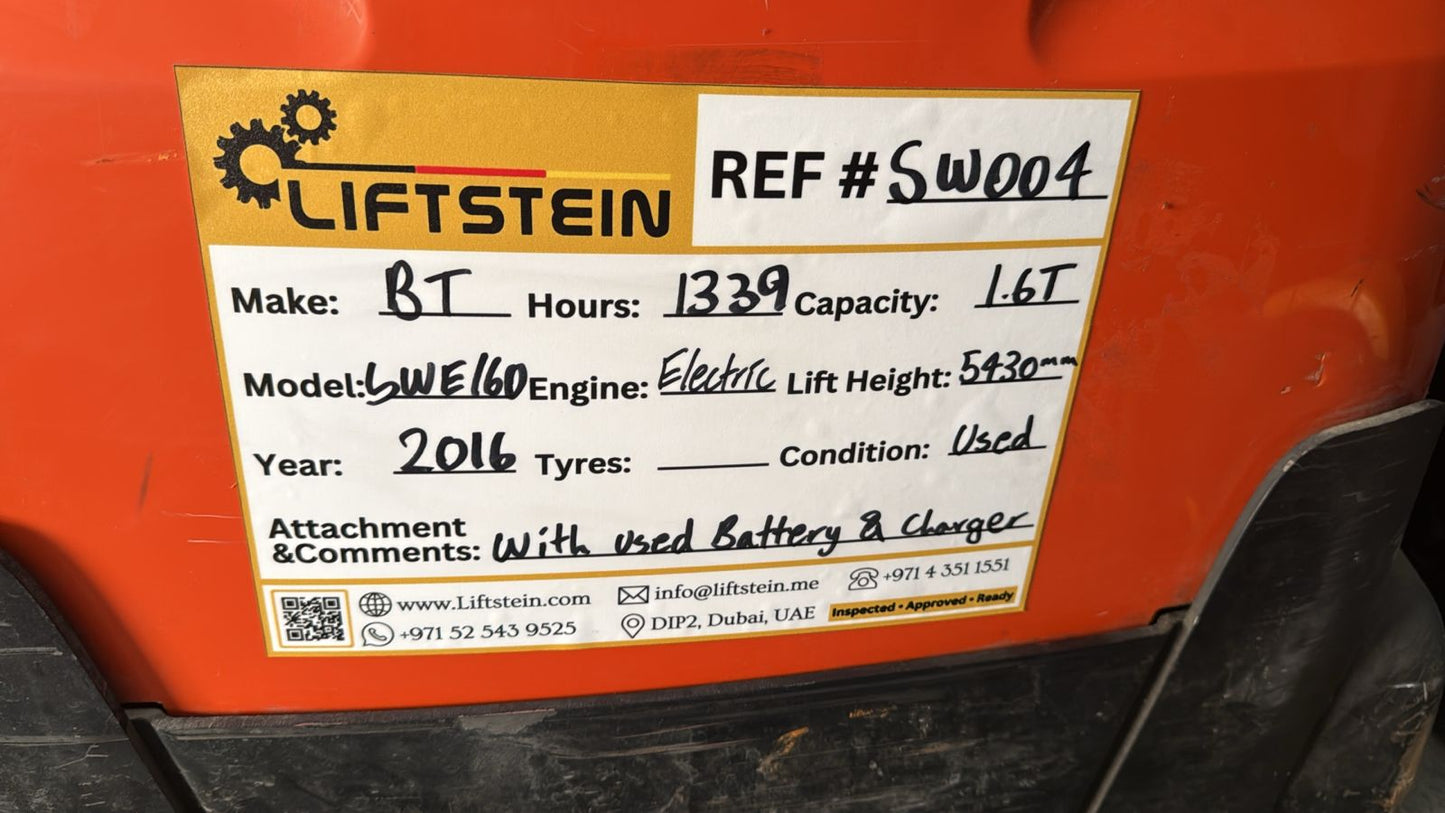 LIFTSTEIN
REF # SW004
Make: BT Hours: 1339 Capacity: 1.6T
Model: SWE160 Engine: Electric Lift Height: 5430mm
Year: 2016 Tyres: Condition: Used
Attachment
&Comments: With used Battery & Charger
www.Liftstein.com info@liftstein.me +971 4 351 1551
+971 52 543 9525 DIP2, Dubai, UAE Inspected • Approved • Ready